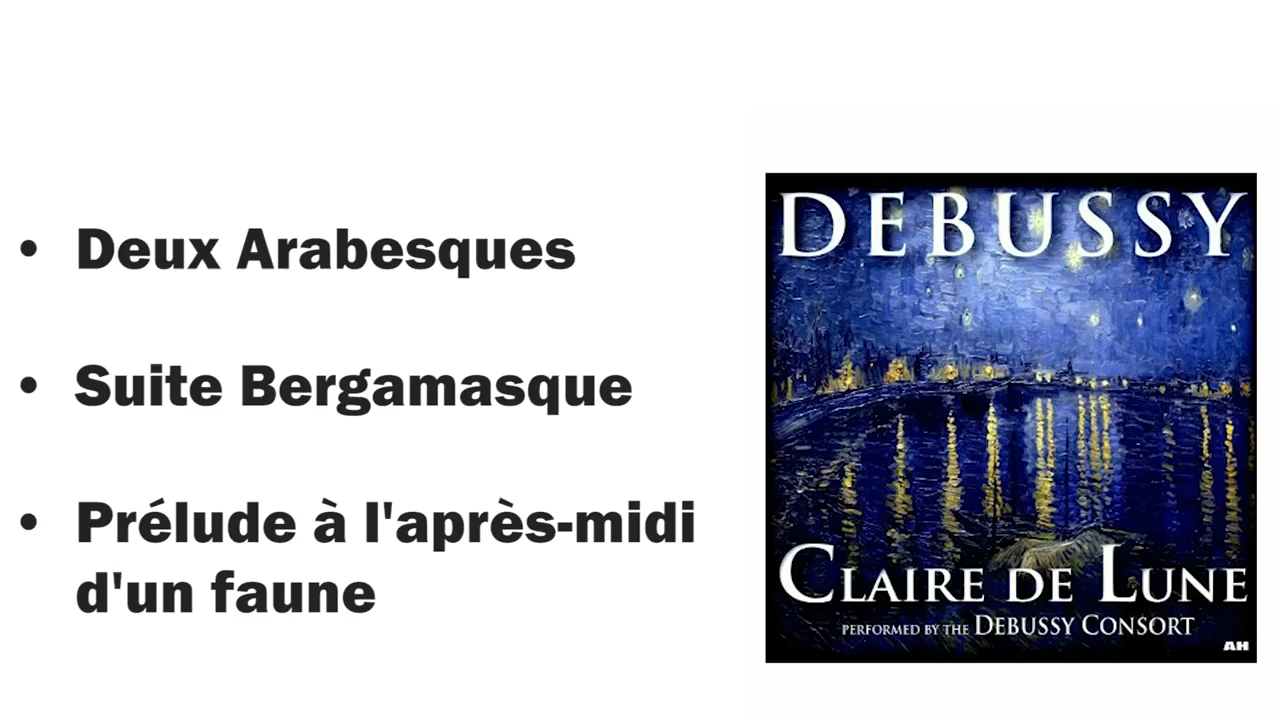 • Deux Arabesques
• Suite Bergamasque
• Prélude à l'après-midi
d'un faune
DEBUSSY
CLAIRE DE LUNE
PERFORMED BY THE DEBUSSY CONSORT
AH